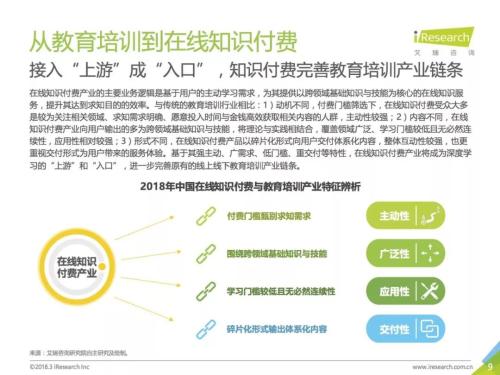 从教育培训到在线知识付费
iResearch
艾瑞咨询
接入“上游”成“入口”，知识付费完善教育培训产业链条
在线知识付费产业的主要业务逻辑是基于用户的主动学习需求，为其提供以跨领域基础知识与技能为核心的在线知识服
务，提升其达到求知目的的效率。与传统的教育培训行业相比：1）动机不同，付费门槛筛选下，在线知识付费受众大多
是较为关注相关领域、求知需求明确、愿意投入时间与金钱高效获取相关内容的人群，主动性较强；2）内容不同，在线
知识付费产业向用户输出的多为跨领域基础知识与技能，将理论与实践相结合，覆盖领域广泛、学习门槛较低且无必然连
续性，应用性相对较强；3）形式不同，在线知识付费产品以碎片化形式向用户交付体系化内容，整体互动性较强，也更
重视交付形式为用户带来的服务体验。基于其强主动、广需求、低门槛、重交付等特性，在线知识付费产业将成为深度学
习的“上游”和“入口”，进一步完善原有的线上线下教育培训产业链条。
2018年中国在线知识付费与教育培训产业特征辨析
在线知识
付费产业
付费门槛甄别求知需求
主动性
围绕跨领域基础知识与技能
广泛性
学习门槛较低且无必然连续性
应用性
碎片化形式输出体系化内容
交付性
来源：艾瑞咨询研究院自主研究及绘制。
©2018.3 iResearch Inc
www.iresearch.com.cn
9